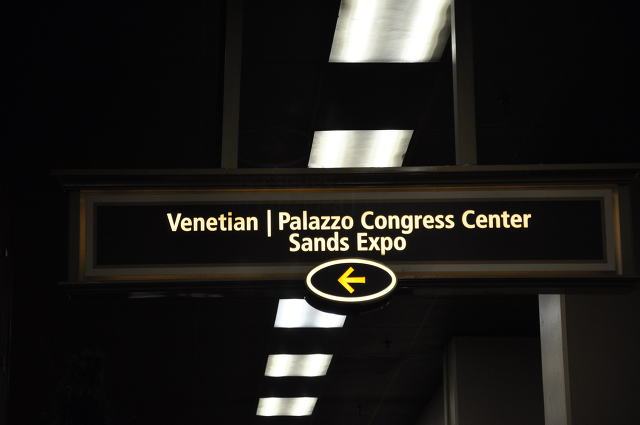 Venetian | Palazzo Congress Center
Sands Expo